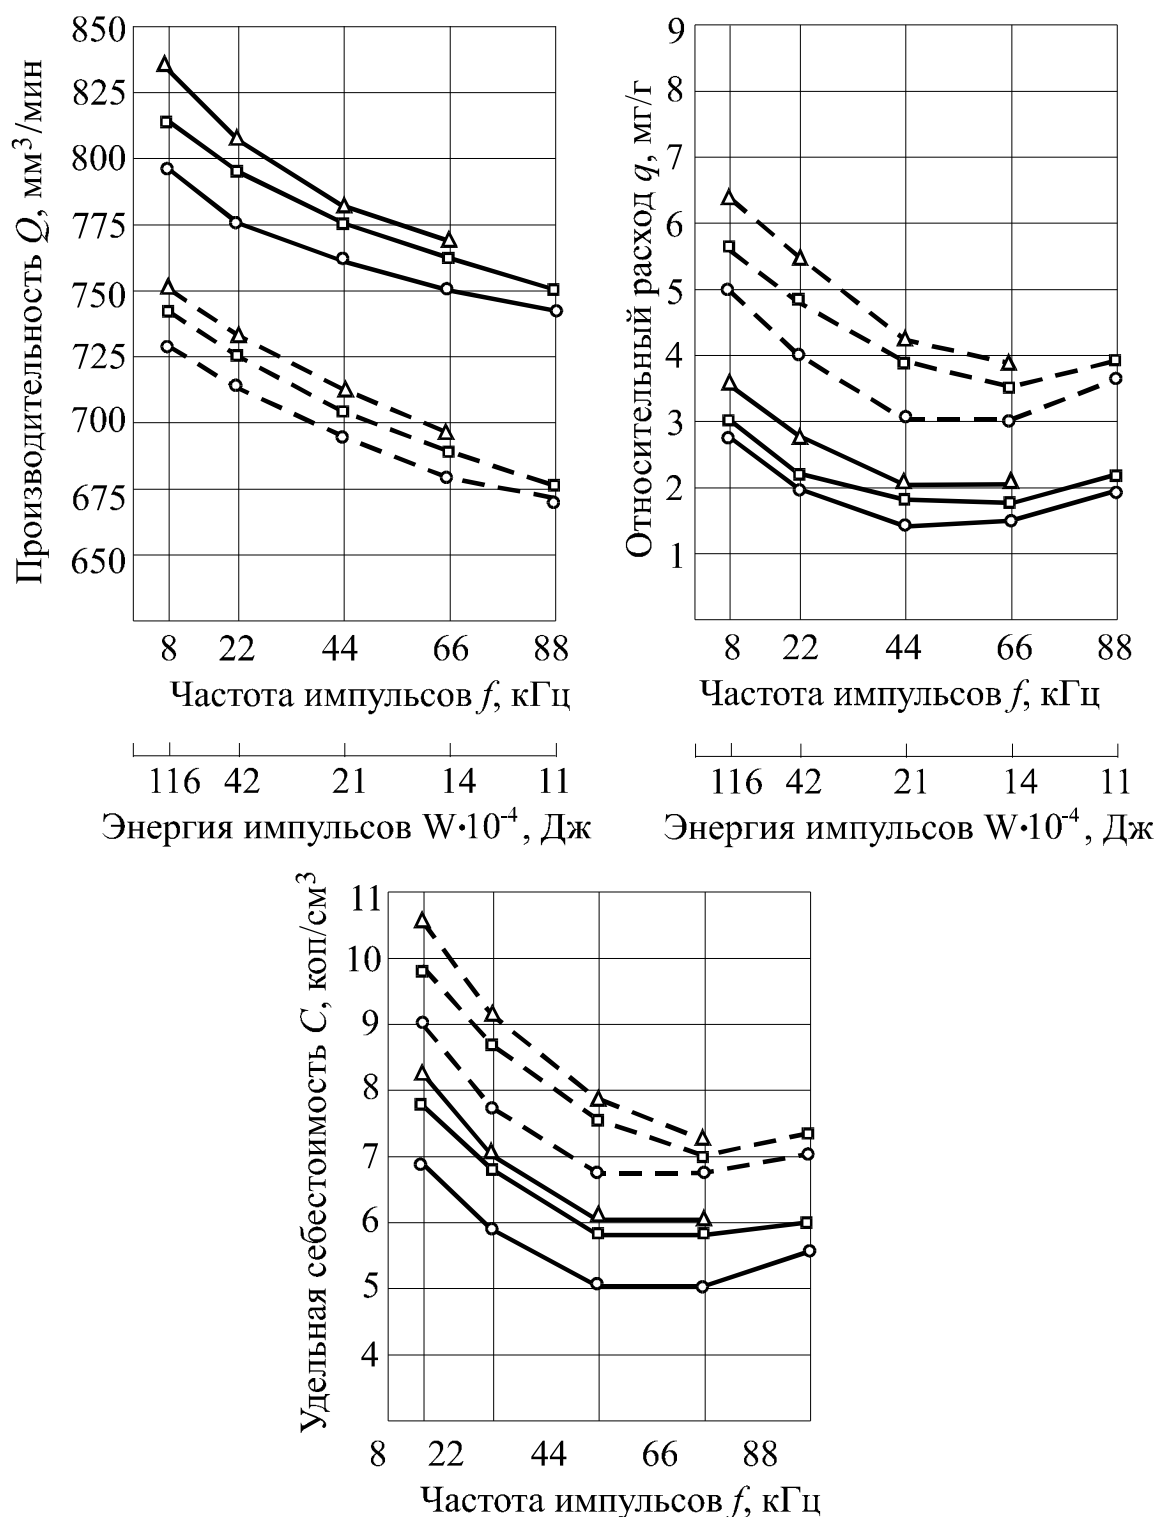 Производительность Q, мм³/мин
850
825
800
775
750
725
700
675
650
8 22 44 66 88
Частота импульсов f, кГц
116 42 21 14 11
Энергия импульсов W·10⁻⁴, Дж
Относительный расход q, мг/г
9
8
7
6
5
4
3
2
1
8 22 44 66 88
Частота импульсов f, кГц
116 42 21 14 11
Энергия импульсов W·10⁻⁴, Дж
Удельная себестоимость C, коп/см³
11
10
9
8
7
6
5
4
8 22 44 66 88
Частота импульсов f, кГц